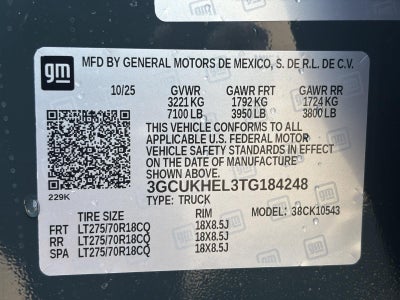 gm
MFD BY GENERAL MOTORS DE MEXICO, S. DE R.L. DE C.V.
10/25 GVWR GAWR FRT GAWR RR
3221 KG 1792 KG 1724 KG
7100 LB 3950 LB 3800 LB
THIS VEHICLE CONFORMS TO ALL
APPLICABLE U.S. FEDERAL MOTOR
VEHICLE SAFETY STANDARDS IN EFFECT
ON THE DATE OF MANUFACTURE
SHOWN ABOVE.
3GCUKHEL3TG184248
229K TYPE: TRUCK MODEL: 38CK10543
TIRE SIZE RIM
FRT LT275/70R18CQ 18X8.5J
RR LT275/70R18CQ 18X8.5J
SPA LT275/70R18CQ 18X8.5J